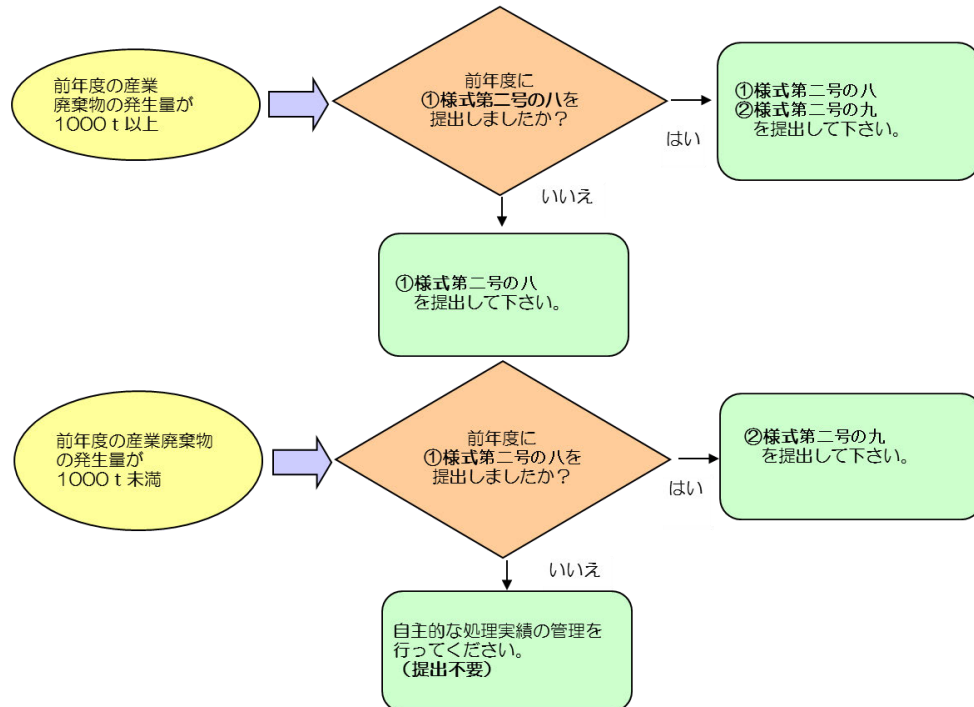 前年度の産業
廃棄物の発生量が
1000ｔ以上
前年度に
①様式第二号の八を
提出しましたか？
はい
①様式第二号の八
②様式第二号の九
を提出して下さい。
いいえ
①様式第二号の八
を提出して下さい。
前年度の産業廃棄物
の発生量が
1000ｔ未満
前年度に
①様式第二号の八を
提出しましたか？
はい
②様式第二号の九
を提出して下さい。
いいえ
自主的な処理実績の管理を
行ってください。
（提出不要）